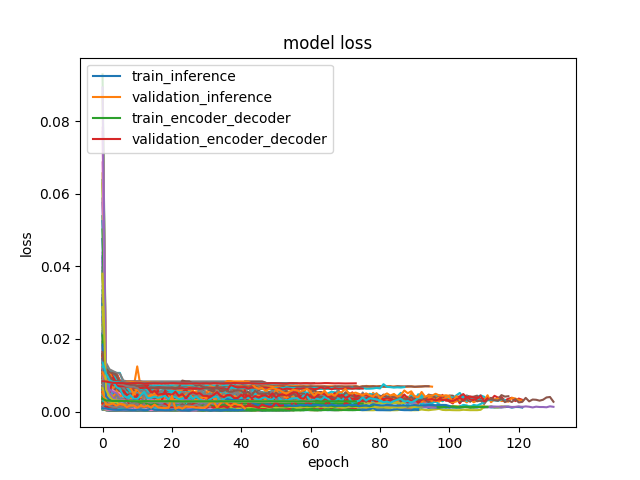 model loss
train_inference
validation_inference
train_encoder_decoder
validation_encoder_decoder
loss
0.08
0.06
0.04
0.02
0.00
0 20 40 60 80 100 120
epoch